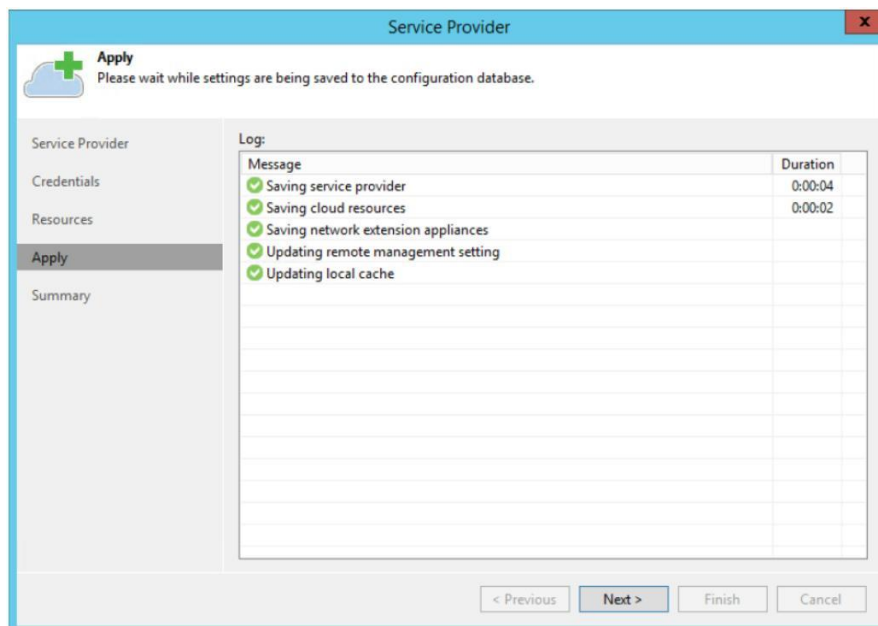 Service Provider
x
Apply
Please wait while settings are being saved to the configuration database.
Service Provider
Credentials
Resources
Apply
Summary
Log:
Message Duration
Saving service provider 0:00:04
Saving cloud resources 0:00:02
Saving network extension appliances
Updating remote management setting
Updating local cache
< Previous Next > Finish Cancel